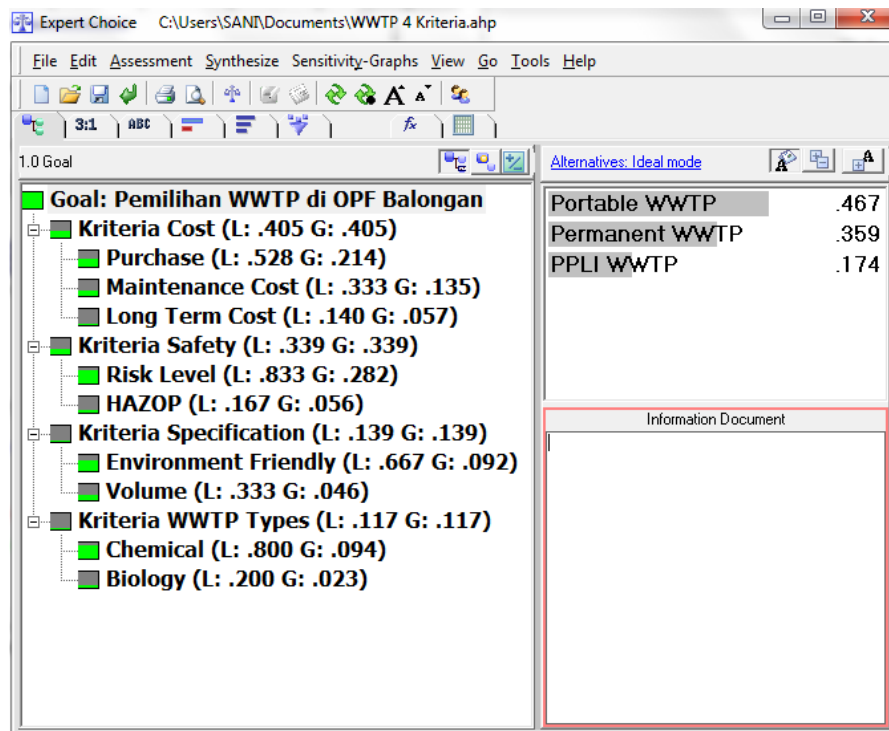 Expert Choice C:\Users\SANI\Documents\WWTP 4 Kriteria.ahp
File Edit Assessment Synthesize Sensitivity-Graphs View Go Tools Help
3:1 ABC fx
1.0 Goal
Goal: Pemilihan WWTP di OPF Balongan
Kriteria Cost (L: .405 G: .405)
Purchase (L: .528 G: .214)
Maintenance Cost (L: .333 G: .135)
Long Term Cost (L: .140 G: .057)
Kriteria Safety (L: .339 G: .339)
Risk Level (L: .833 G: .282)
HAZOP (L: .167 G: .056)
Kriteria Specification (L: .139 G: .139)
Environment Friendly (L: .667 G: .092)
Volume (L: .333 G: .046)
Kriteria WWTP Types (L: .117 G: .117)
Chemical (L: .800 G: .094)
Biology (L: .200 G: .023)
Alternatives: Ideal mode
Portable WWTP .467
Permanent WWTP .359
PPLI WWTP .174
Information Document